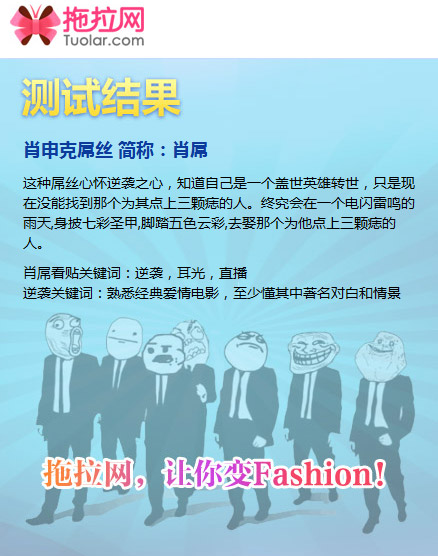 拖拉网
Tuolar.com
测试结果
肖申克屌丝 简称：肖屌
这种屌丝心怀逆袭之心，知道自己是一个盖世英雄转世，只是现
在没能找到那个为其点上三颗痣的人。终究会在一个电闪雷鸣的
雨天,身披七彩圣甲,脚踏五色云彩,去娶那个为他点上三颗痣的
人。
肖屌看贴关键词：逆袭，耳光，直播
逆袭关键词：熟悉经典爱情电影，至少懂其中著名对白和情景
拖拉网，让你变Fashion！